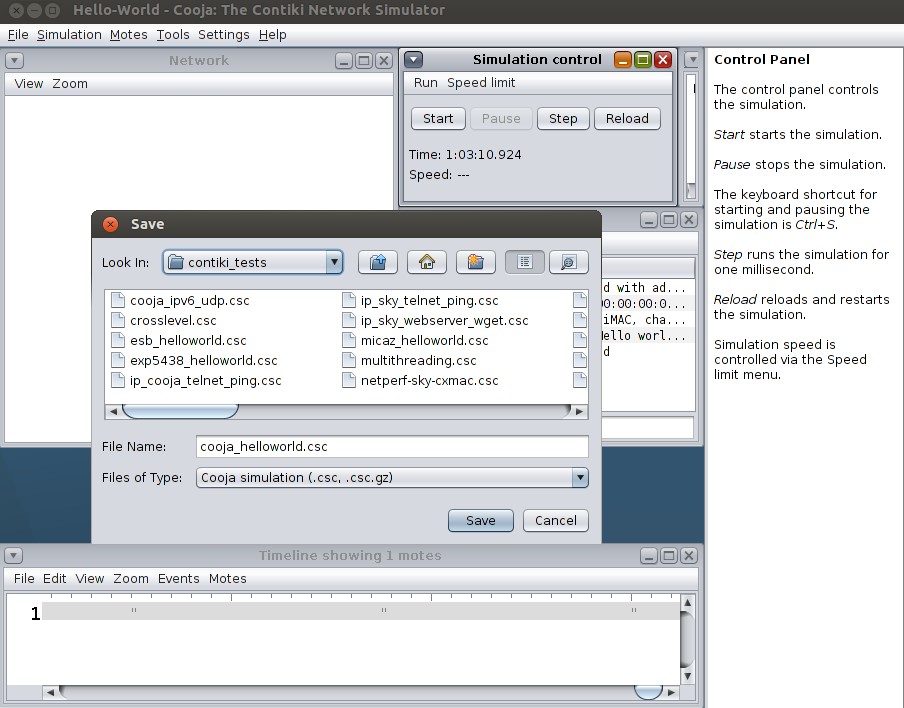 Hello-World - Cooja: The Contiki Network Simulator
File Simulation Motes Tools Settings Help
Network
View Zoom
Simulation control
Run Speed limit
Start Pause Step Reload
Time: 1:03:10.924
Speed: ---
Control Panel
The control panel controls
the simulation.
Start starts the simulation.
Pause stops the simulation.
The keyboard shortcut for
starting and pausing the
simulation is Ctrl+S.
Step runs the simulation for
one millisecond.
Reload reloads and restarts
the simulation.
Simulation speed is
controlled via the Speed
limit menu.
Save
Look In: contiki_tests
cooja_ipv6_udp.csc
crosslevel.csc
esb_helloworld.csc
exp5438_helloworld.csc
ip_cooja_telnet_ping.csc
ip_sky_telnet_ping.csc
ip_sky_webserver_wget.csc
micaz_helloworld.csc
multithreading.csc
netperf-sky-cxmac.csc
File Name: cooja_helloworld.csc
Files of Type: Cooja simulation (.csc, .csc.gz)
Save Cancel
d with ad...
00:00:00:0...
iMAC, cha...
Hello worl...
d
Timeline showing 1 motes
File Edit View Zoom Events Motes
1